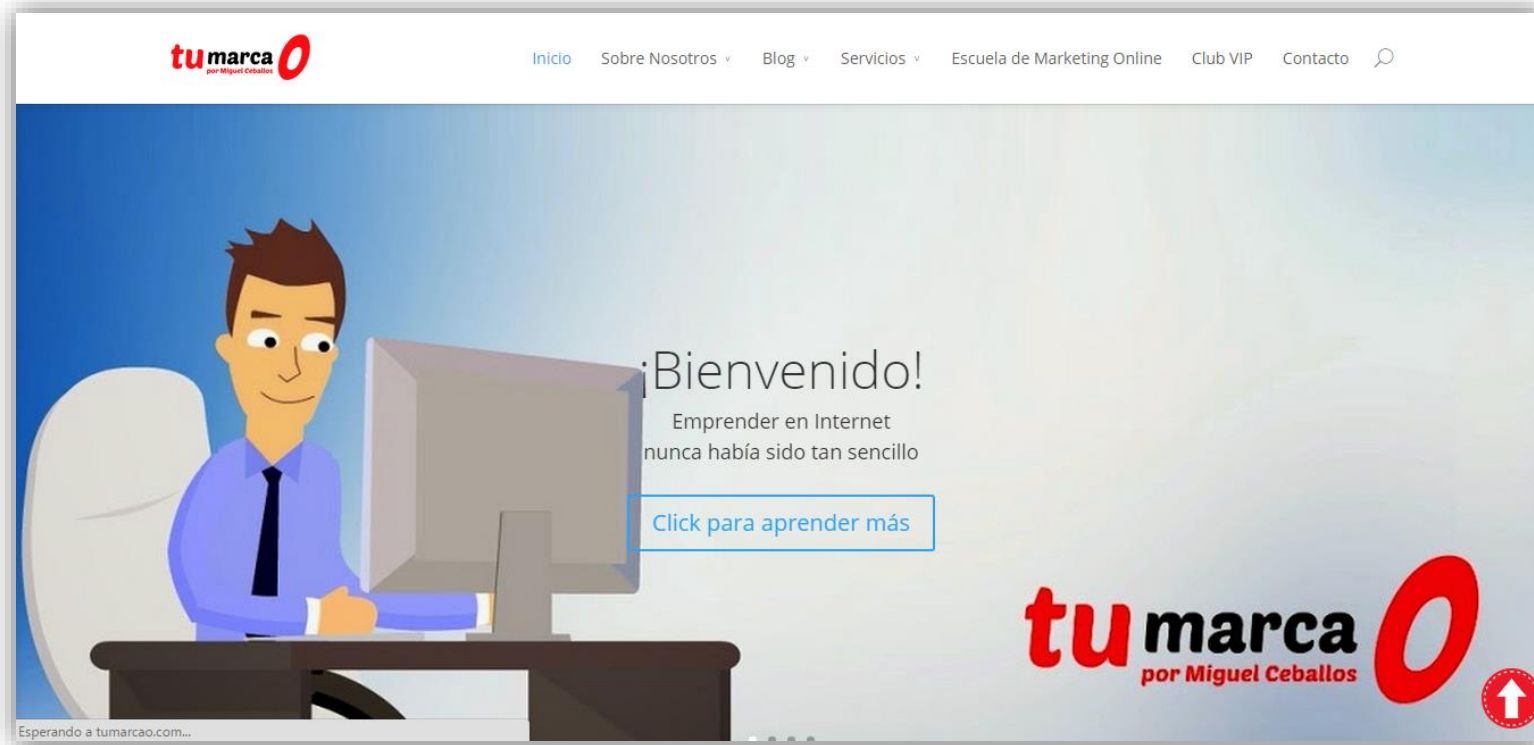 tu marca O
por Miguel Ceballos
Inicio Sobre Nosotros Blog Servicios Escuela de Marketing Online Club VIP Contacto
¡Bienvenido!
Emprender en Internet
nunca había sido tan sencillo
Click para aprender más
tu marca O
por Miguel Ceballos
Esperando a tumarcao.com...